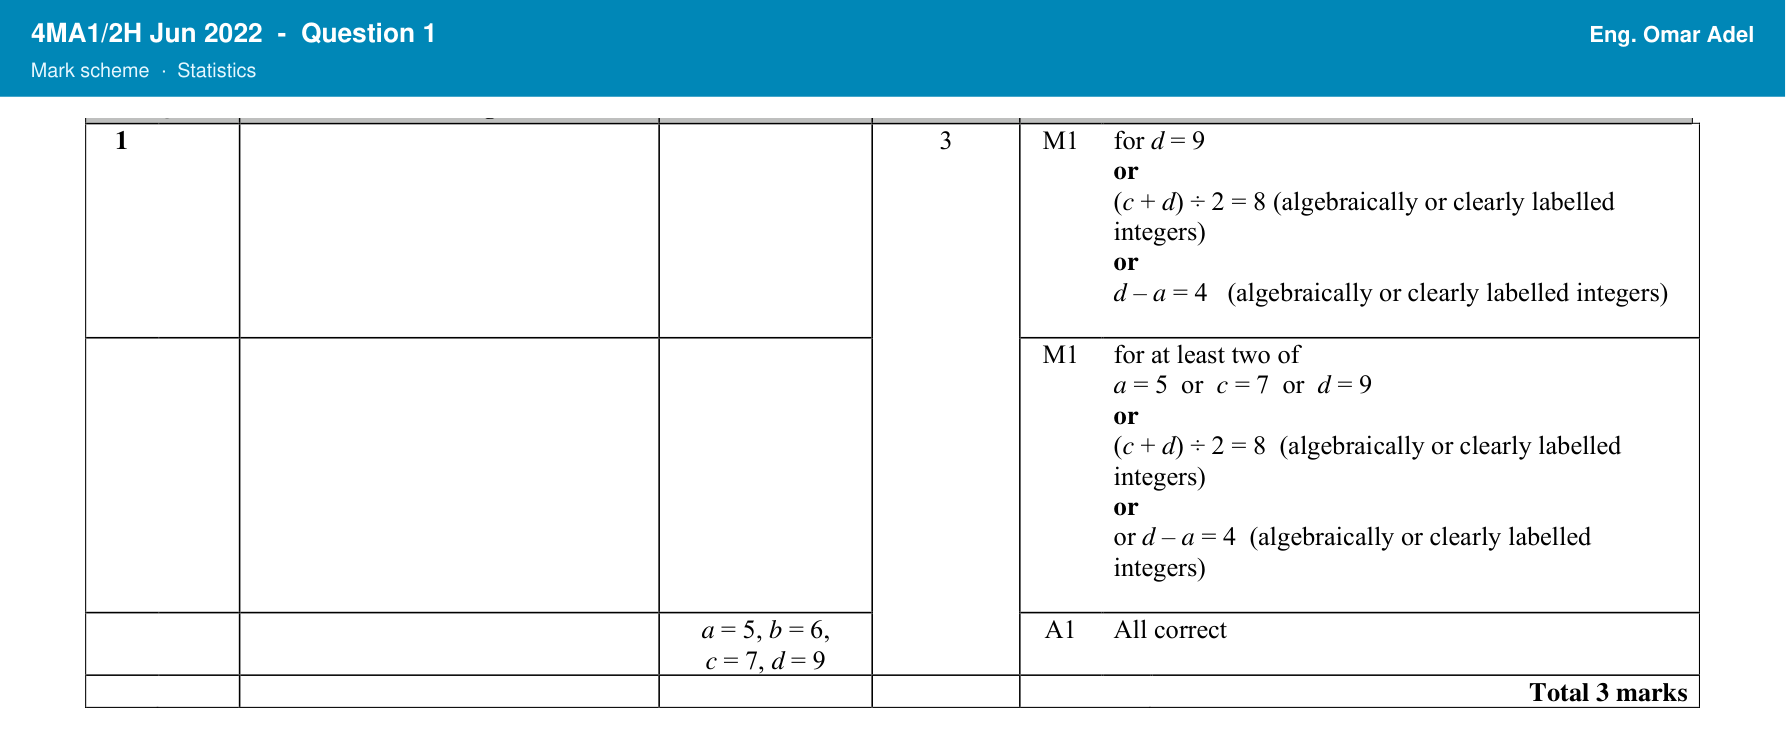 4MA1/2H Jun 2022 - Question 1
Eng. Omar Adel
Mark scheme · Statistics
1
3
M1 for d = 9
or
(c + d) ÷ 2 = 8 (algebraically or clearly labelled
integers)
or
d – a = 4 (algebraically or clearly labelled integers)
M1 for at least two of
a = 5 or c = 7 or d = 9
or
(c + d) ÷ 2 = 8 (algebraically or clearly labelled
integers)
or
or d – a = 4 (algebraically or clearly labelled
integers)
a = 5, b = 6,
c = 7, d = 9
A1 All correct
Total 3 marks